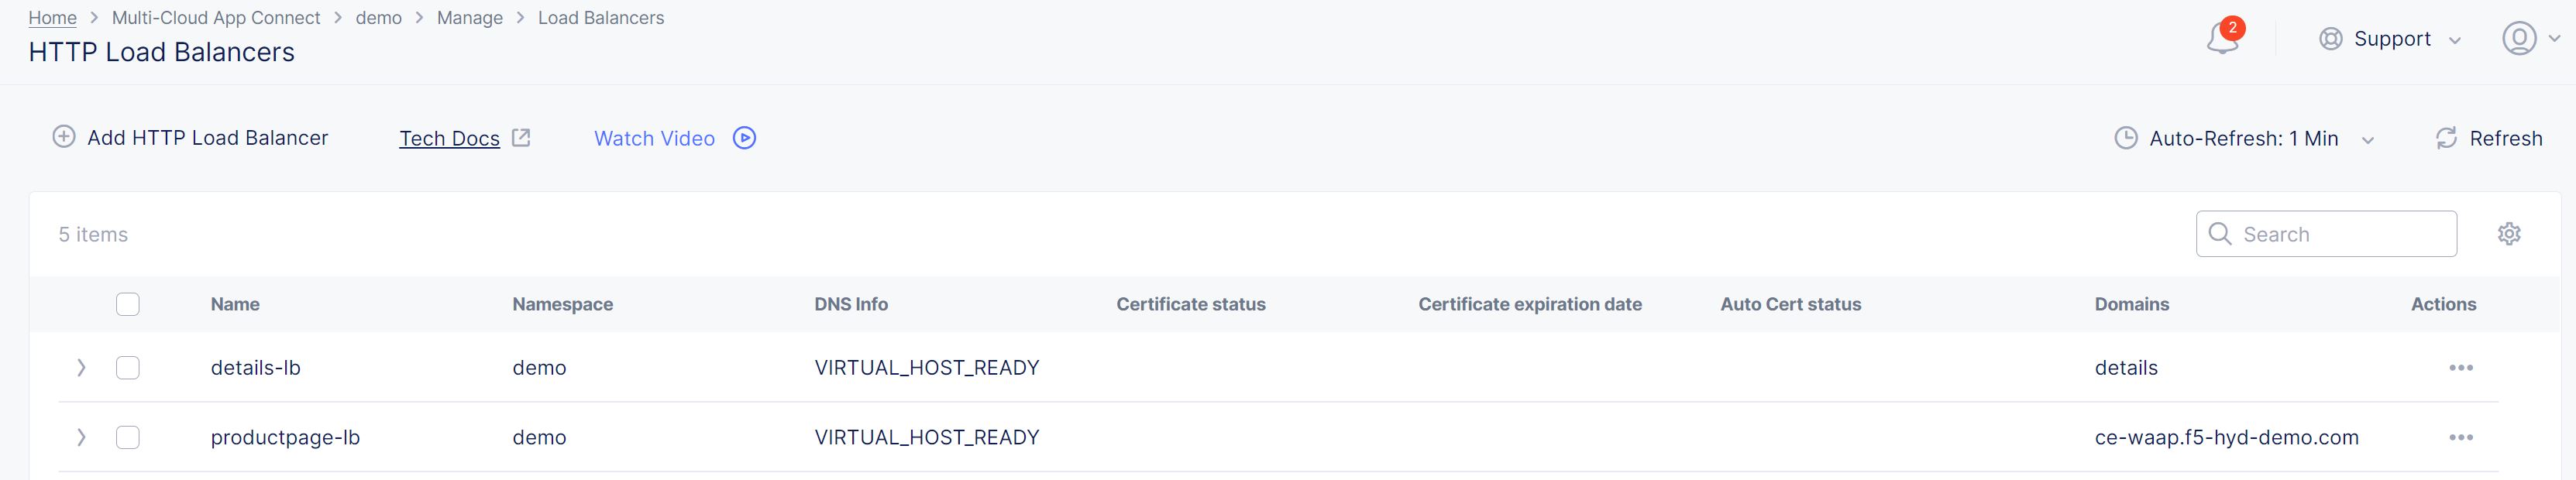 Home > Multi-Cloud App Connect > demo > Manage > Load Balancers
HTTP Load Balancers
2
Support
Add HTTP Load Balancer Tech Docs Watch Video Auto-Refresh: 1 Min Refresh
5 items Search
Name Namespace DNS Info Certificate status Certificate expiration date Auto Cert status Domains Actions
details-lb demo VIRTUAL_HOST_READY details
productpage-lb demo VIRTUAL_HOST_READY ce-waap.f5-hyd-demo.com